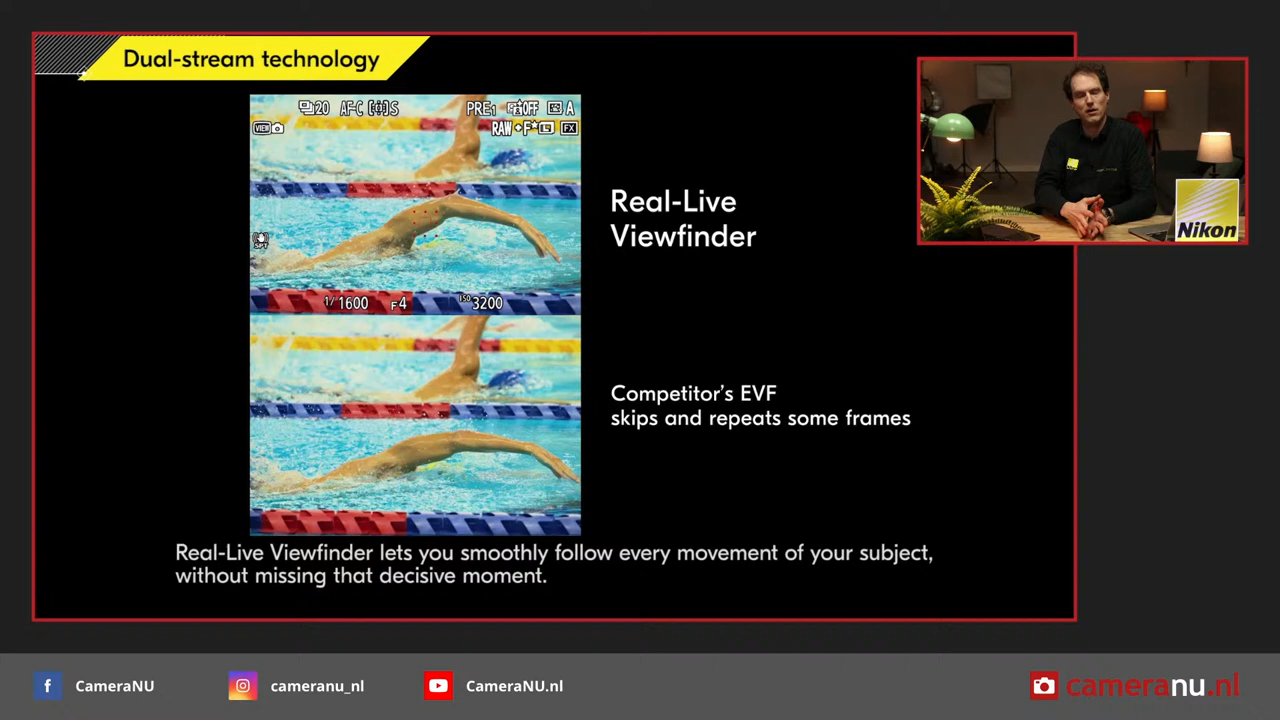 Dual-stream technology
20 AF-C S PRE1 OFF A
VIEW RAW+F L FX
SPT
1/1600 F4 ISO 3200
Real-Live
Viewfinder
Competitor's EVF
skips and repeats some frames
Real-Live Viewfinder lets you smoothly follow every movement of your subject,
without missing that decisive moment.
Nikon
CameraNU
cameranu_nl
CameraNU.nl
cameranu.nl